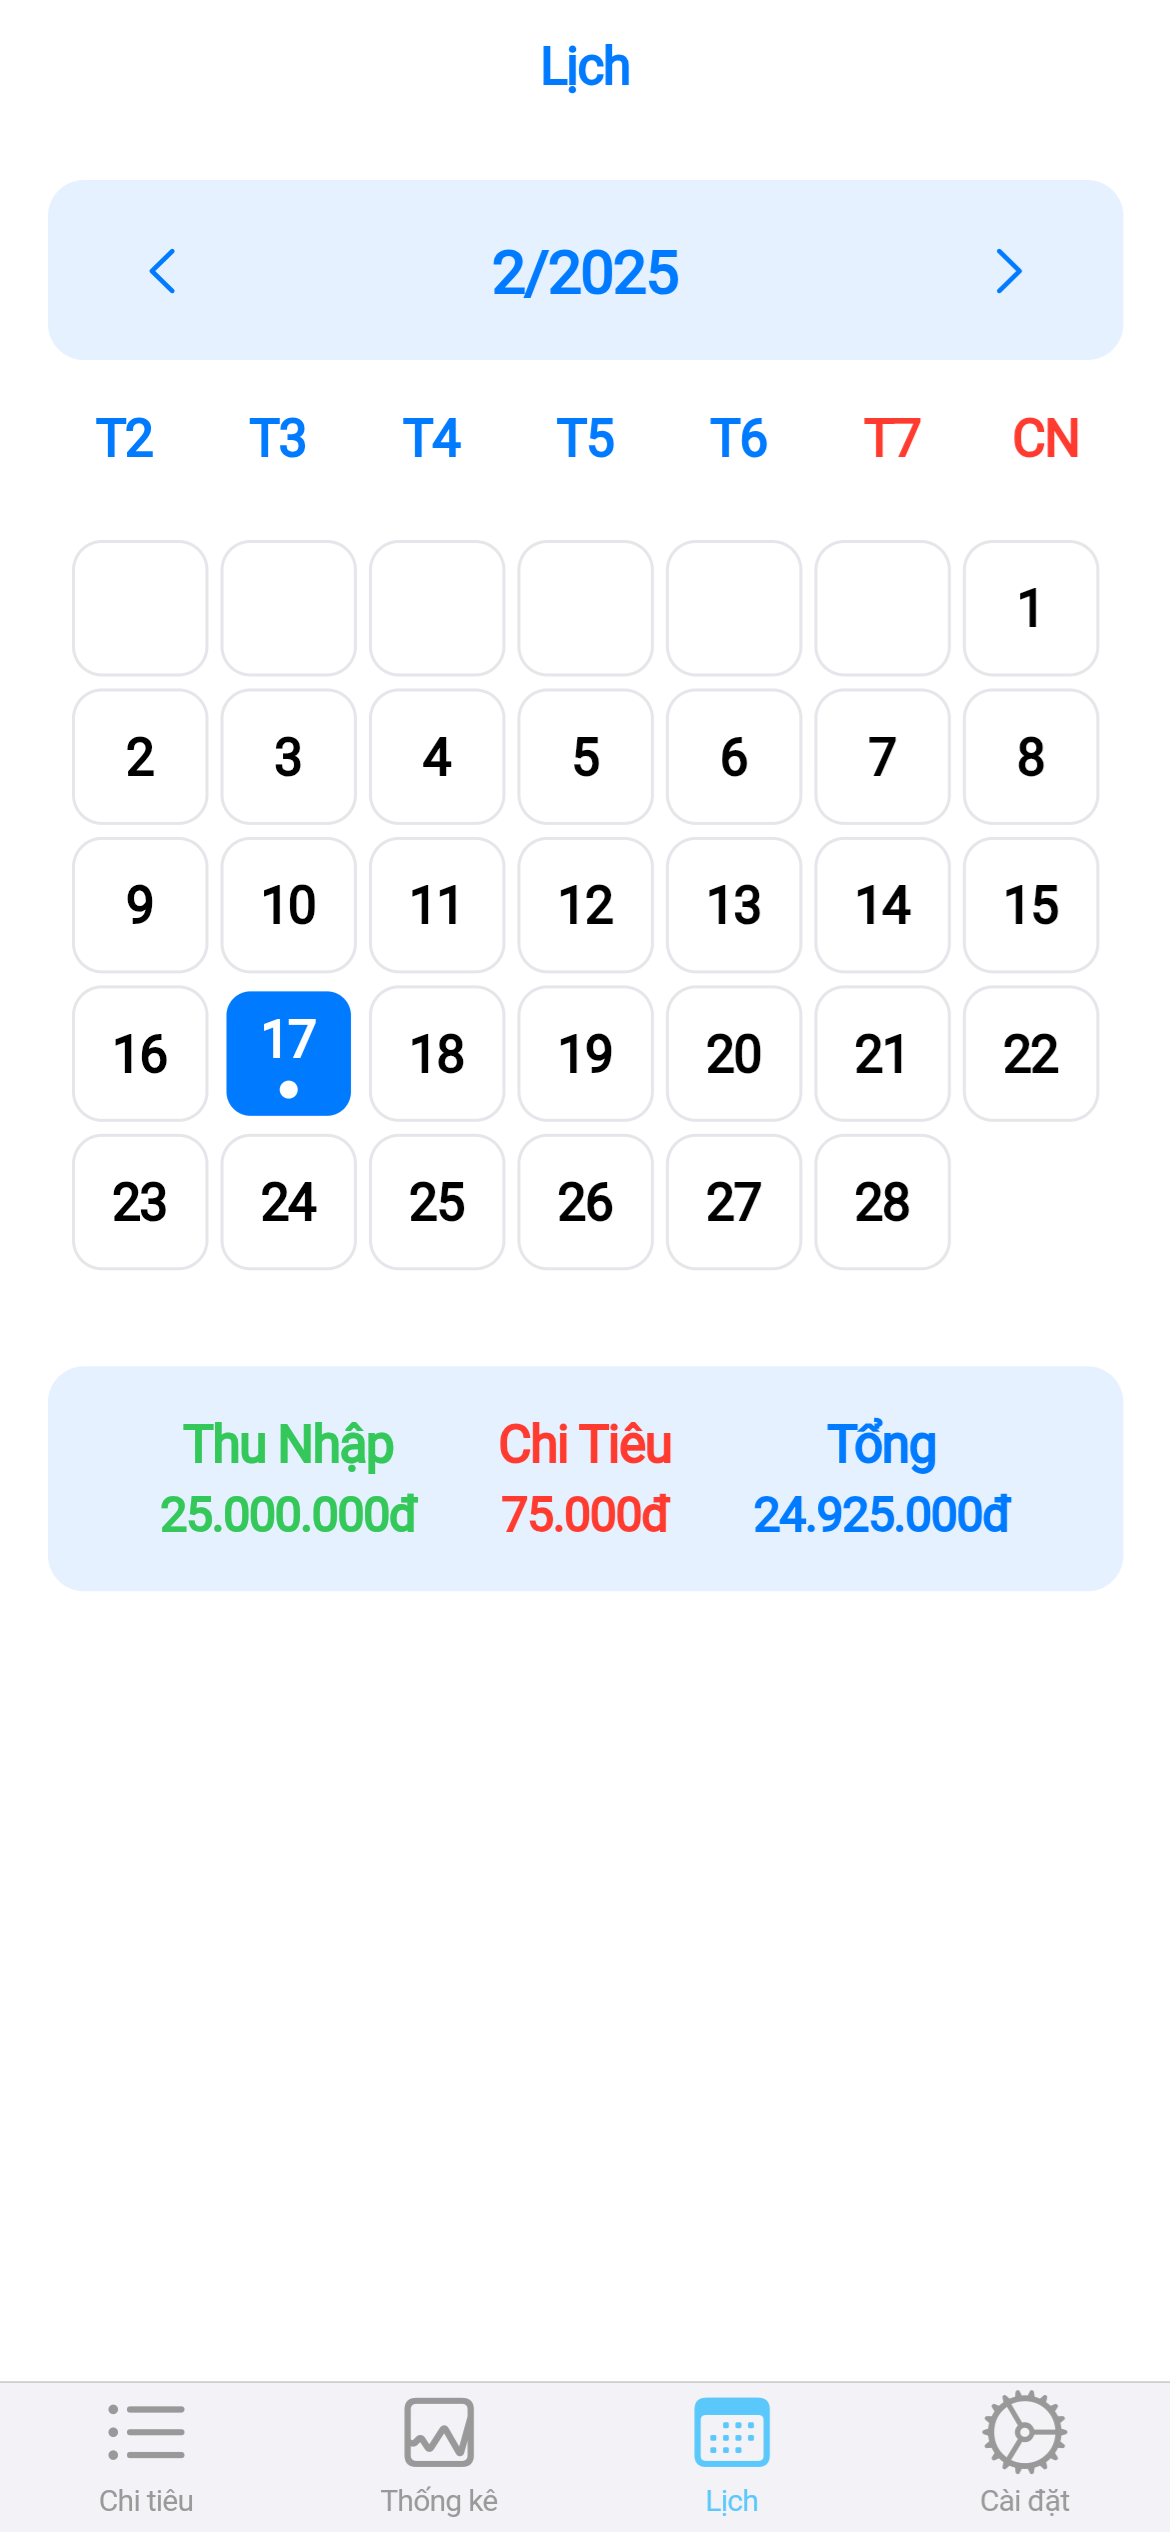 Lịch
2/2025
T2 T3 T4 T5 T6 T7 CN
1
2 3 4 5 6 7 8
9 10 11 12 13 14 15
16 17 18 19 20 21 22
23 24 25 26 27 28
Thu Nhập Chi Tiêu Tổng
25.000.000đ 75.000đ 24.925.000đ
Chi tiêu Thống kê Lịch Cài đặt